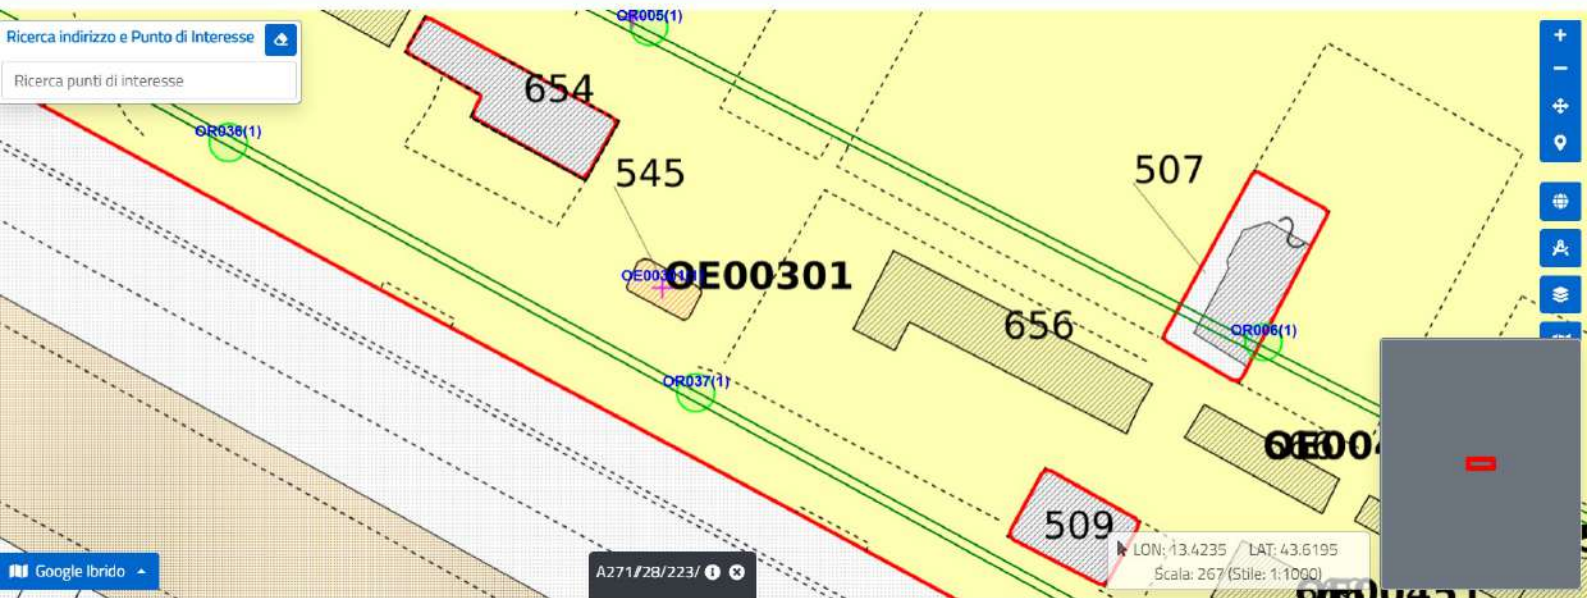 OR005(1)
Ricerca indirizzo e Punto di Interesse
Ricerca punti di interesse
654
OR036(1)
545
507
OE00301
656
OR006(1)
OR037(1)
509
LON: 13.4235 LAT: 43.6195
Scala: 267 (Stile: 1:1000)
Google Ibrido
A271//28/223/